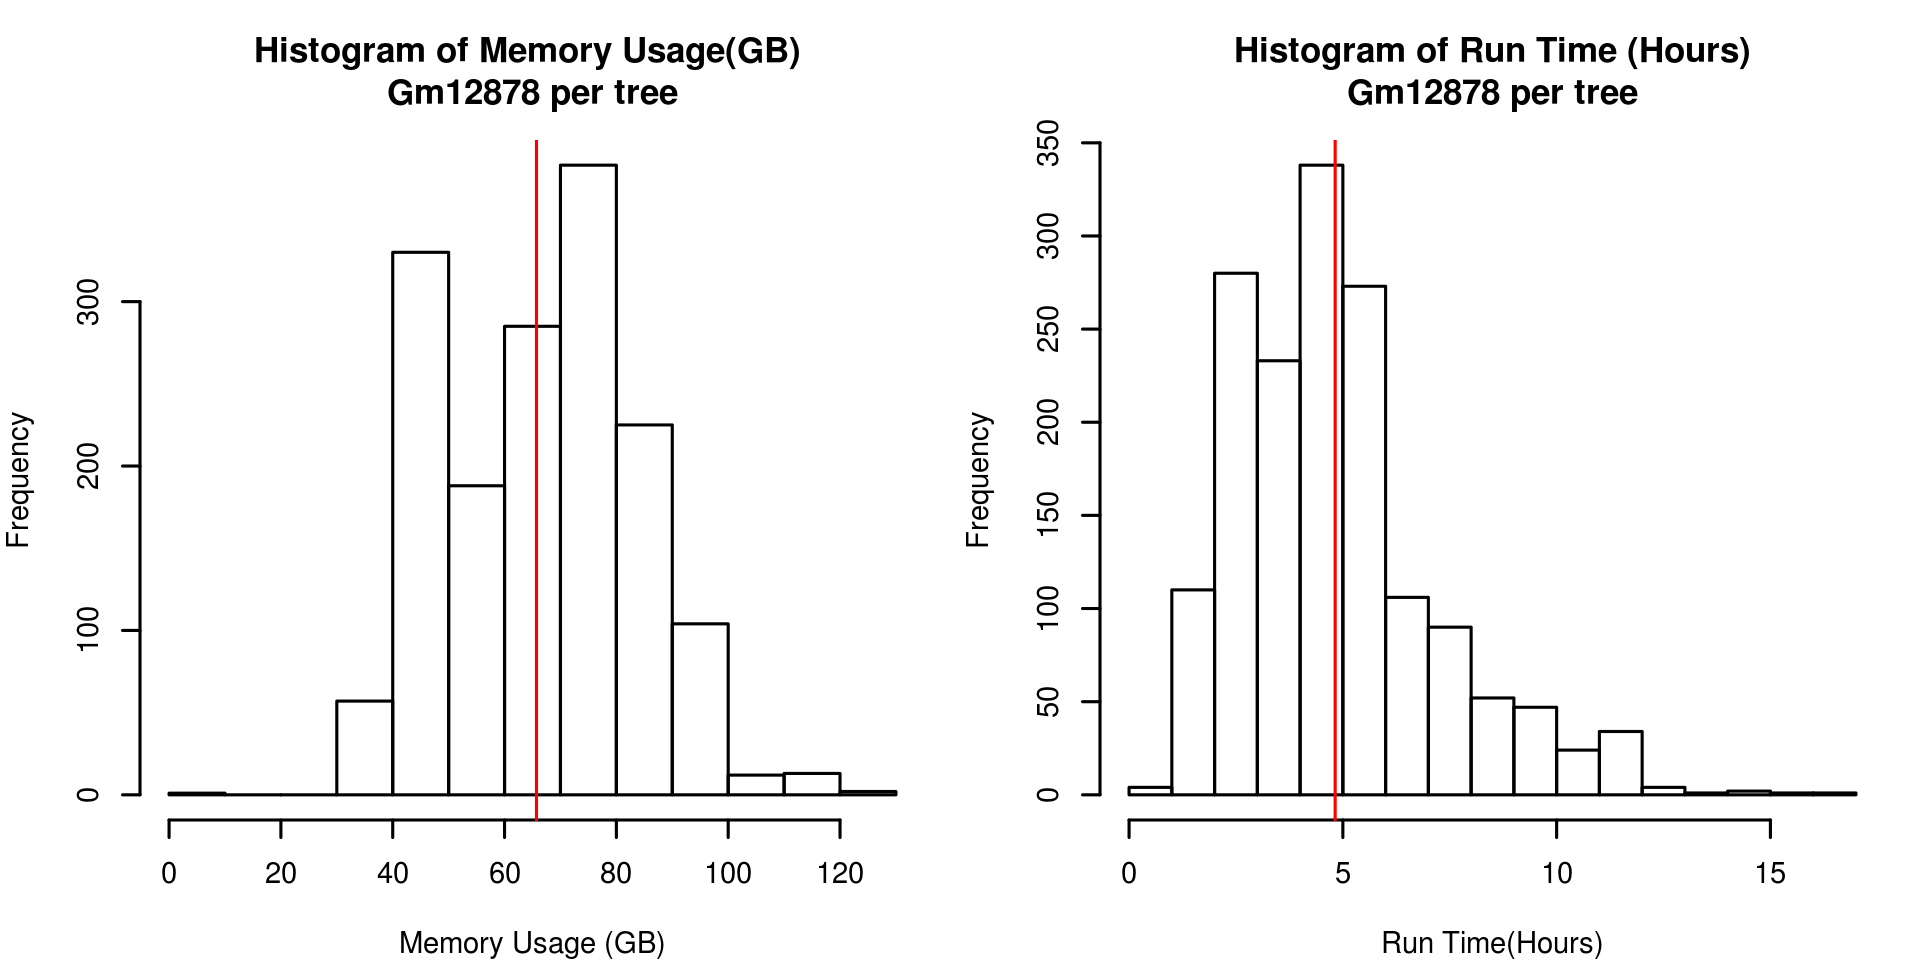 Histogram of Memory Usage(GB)
Gm12878 per tree
Frequency
300
200
100
0
0 20 40 60 80 100 120
Memory Usage (GB)
Histogram of Run Time (Hours)
Gm12878 per tree
Frequency
350
300
250
200
150
100
50
0
0 5 10 15
Run Time(Hours)